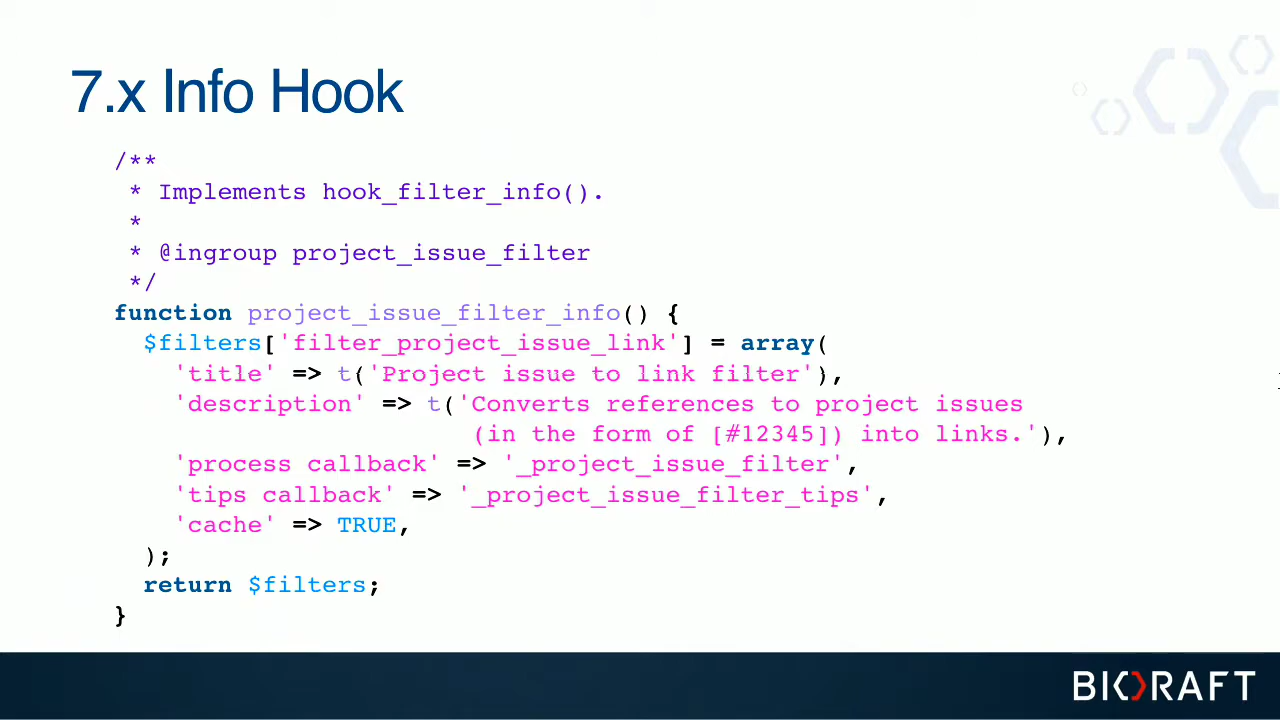 7.x Info Hook
/**
 * Implements hook_filter_info().
 *
 * @ingroup project_issue_filter
 */
function project_issue_filter_info() {
  $filters['filter_project_issue_link'] = array(
    'title' => t('Project issue to link filter'),
    'description' => t('Converts references to project issues
                        (in the form of [#12345]) into links.'),
    'process callback' => '_project_issue_filter',
    'tips callback' => '_project_issue_filter_tips',
    'cache' => TRUE,
  );
  return $filters;
}
BIORAFT